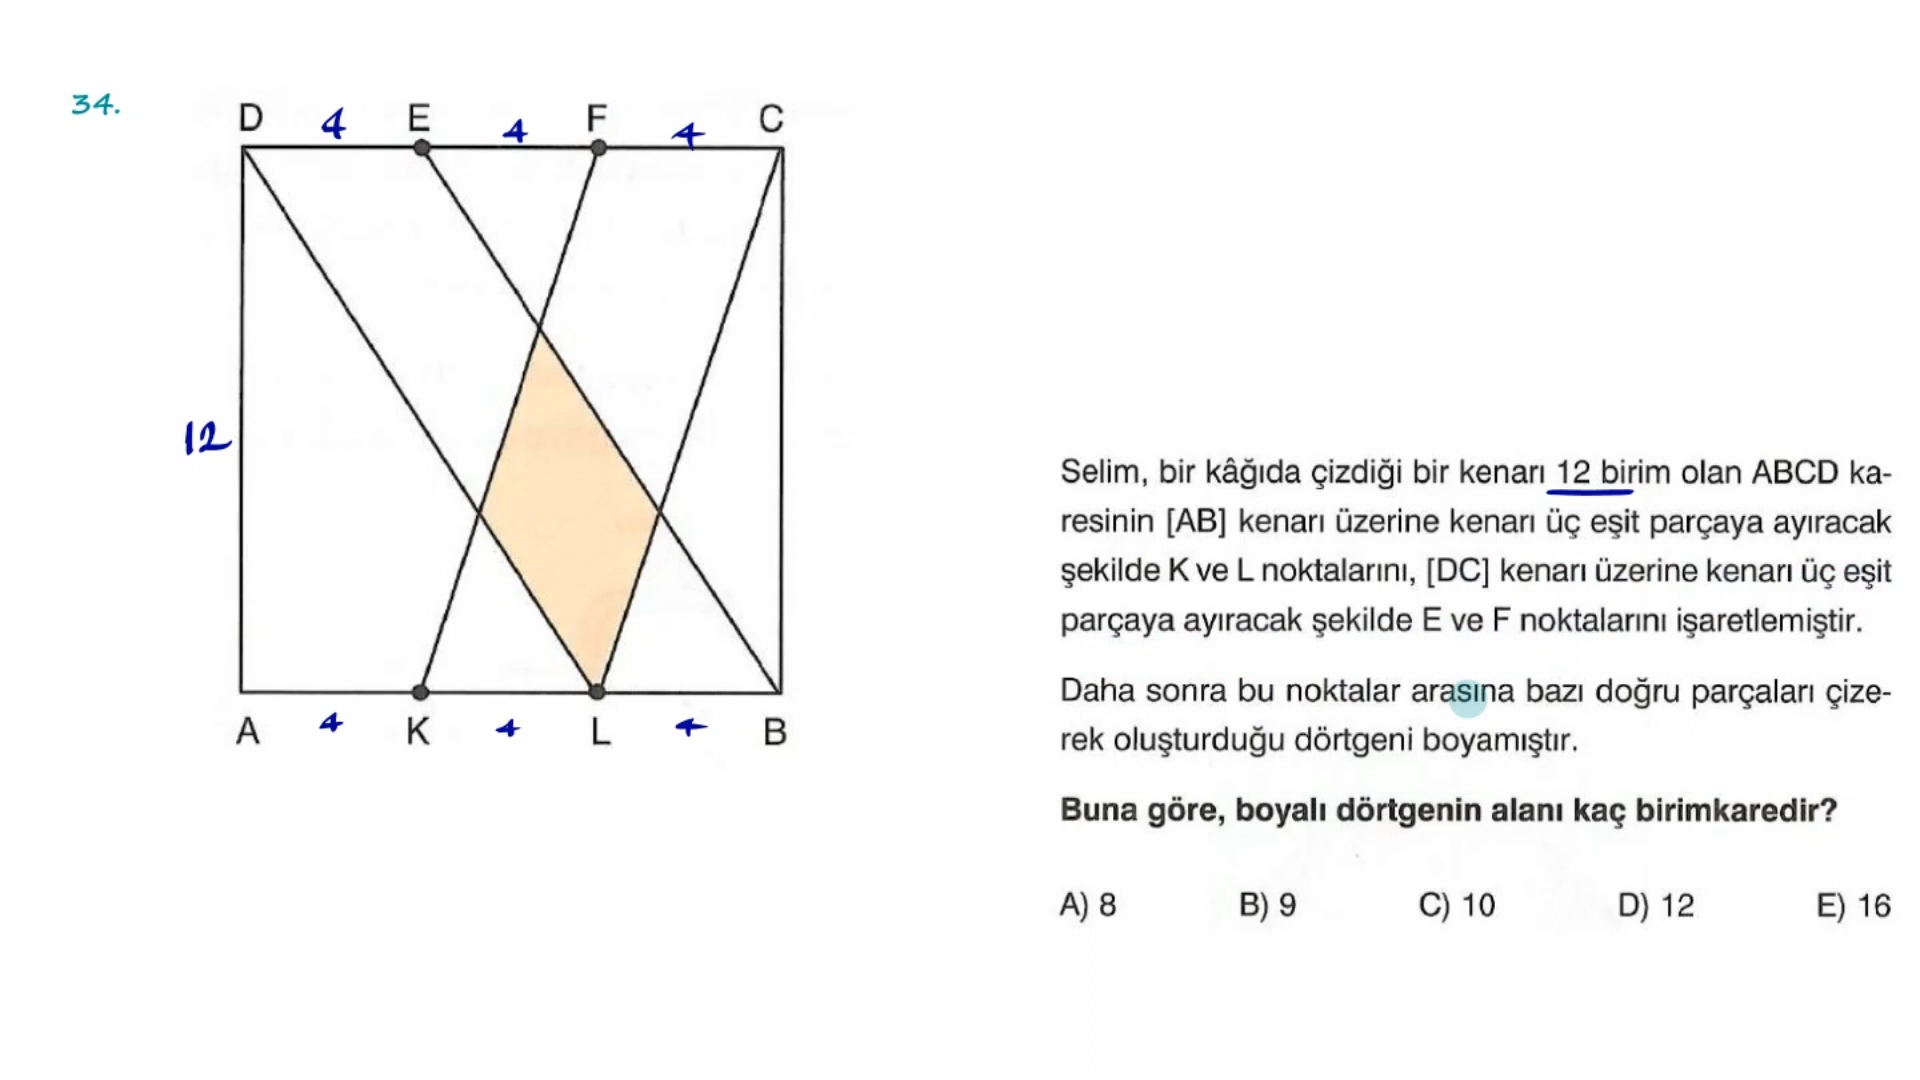 34.
D 4 E 4 F 4 C
12
A 4 K 4 L 4 B
Selim, bir kâğıda çizdiği bir kenarı 12 birim olan ABCD ka-
resinin [AB] kenarı üzerine kenarı üç eşit parçaya ayıracak
şekilde K ve L noktalarını, [DC] kenarı üzerine kenarı üç eşit
parçaya ayıracak şekilde E ve F noktalarını işaretlemiştir.
Daha sonra bu noktalar arasına bazı doğru parçaları çize-
rek oluşturduğu dörtgeni boyamıştır.
Buna göre, boyalı dörtgenin alanı kaç birimkaredir?
A) 8 B) 9 C) 10 D) 12 E) 16